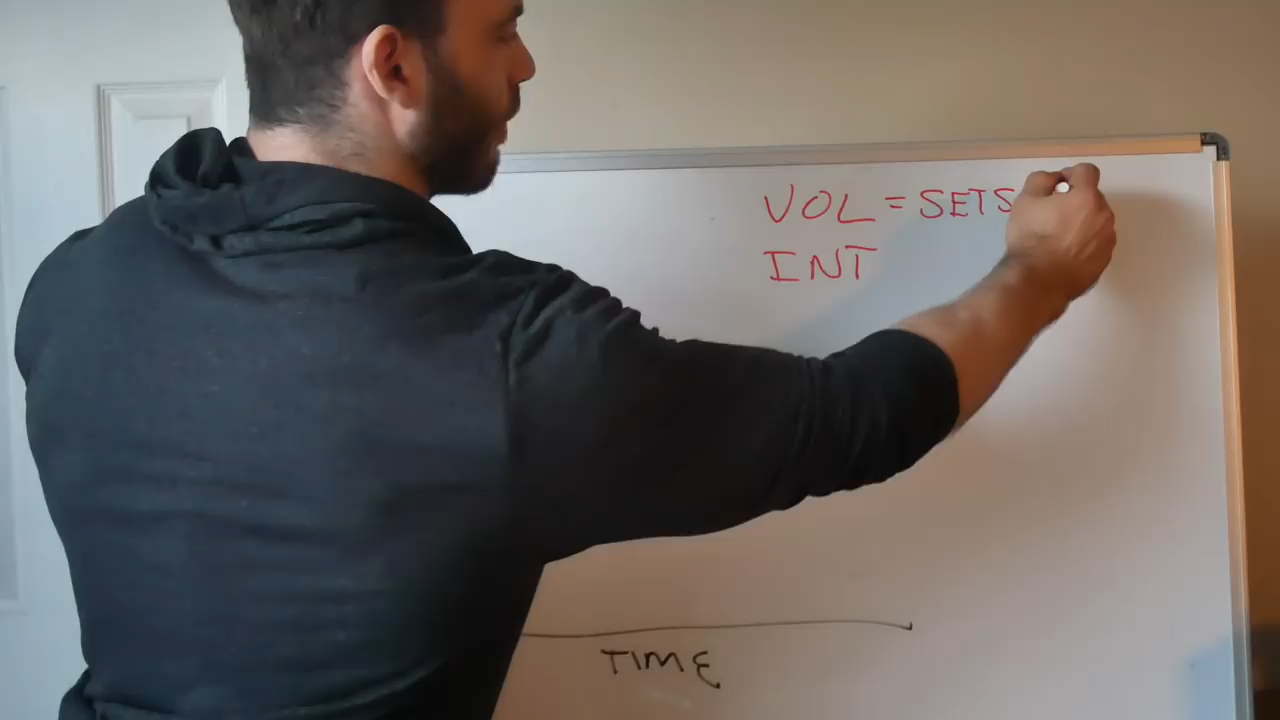 VOL = SETS
INT
TIME